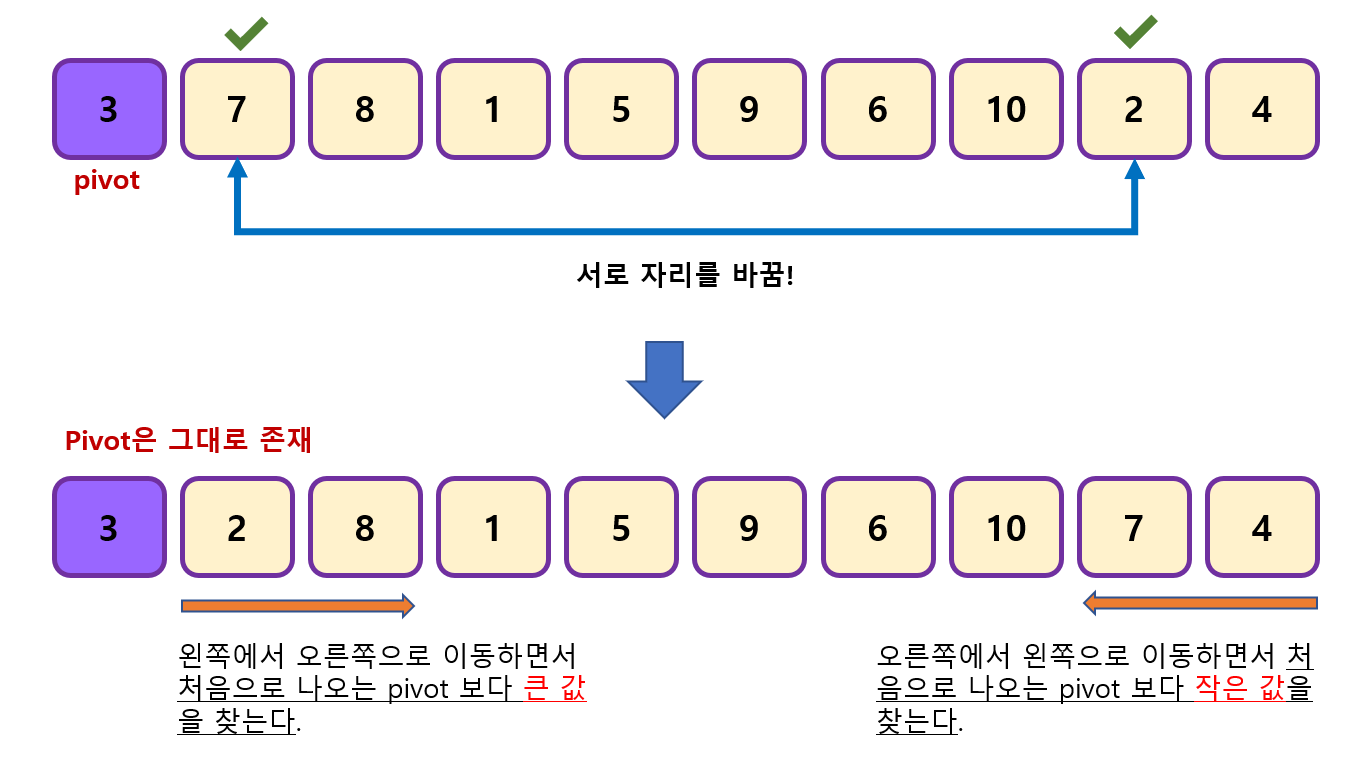 3 7 8 1 5 9 6 10 2 4
pivot
서로 자리를 바꿈!
Pivot은 그대로 존재
3 2 8 1 5 9 6 10 7 4
왼쪽에서 오른쪽으로 이동하면서
처음으로 나오는 pivot 보다 큰 값
을 찾는다.
오른쪽에서 왼쪽으로 이동하면서 처
음으로 나오는 pivot 보다 작은 값을
찾는다.